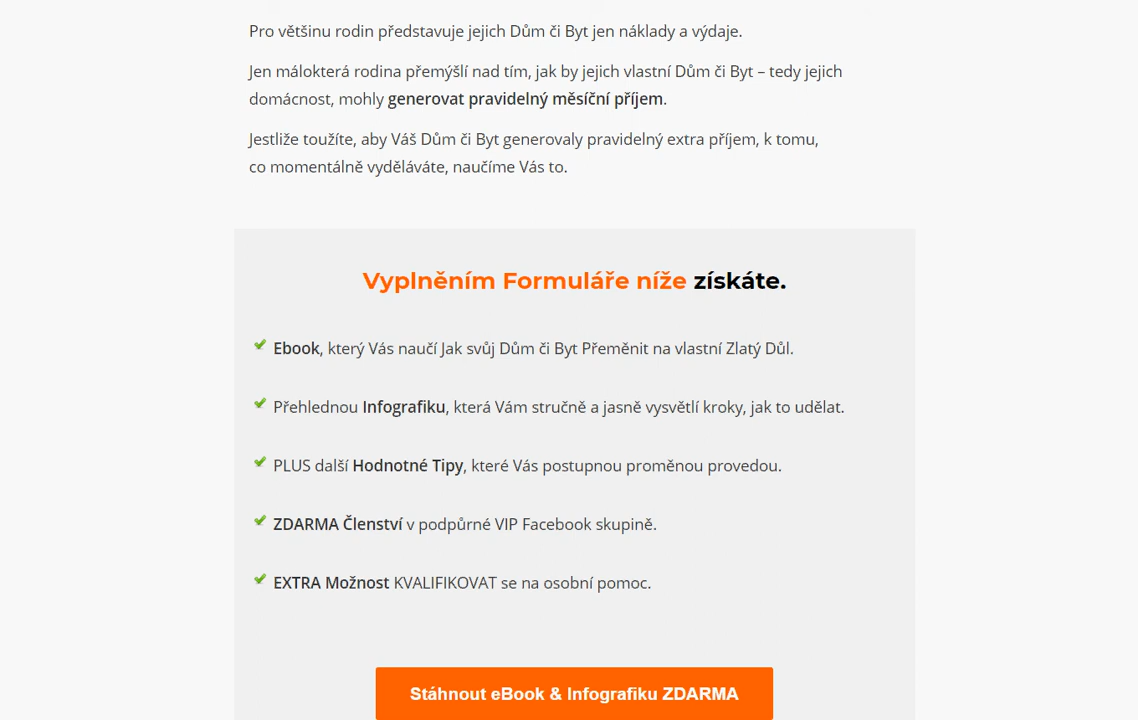 Pro většinu rodin představuje jejich Dům či Byt jen náklady a výdaje.
Jen málokterá rodina přemýšlí nad tím, jak by jejich vlastní Dům či Byt – tedy jejich
domácnost, mohly generovat pravidelný měsíční příjem.
Jestliže toužíte, aby Váš Dům či Byt generovaly pravidelný extra příjem, k tomu,
co momentálně vyděláváte, naučíme Vás to.
Vyplněním Formuláře níže získáte.
Ebook, který Vás naučí Jak svůj Dům či Byt Přeměnit na vlastní Zlatý Důl.
Přehlednou Infografiku, která Vám stručně a jasně vysvětlí kroky, jak to udělat.
PLUS další Hodnotné Tipy, které Vás postupnou proměnou provedou.
ZDARMA Členství v podpůrné VIP Facebook skupině.
EXTRA Možnost KVALIFIKOVAT se na osobní pomoc.
Stáhnout eBook & Infografiku ZDARMA